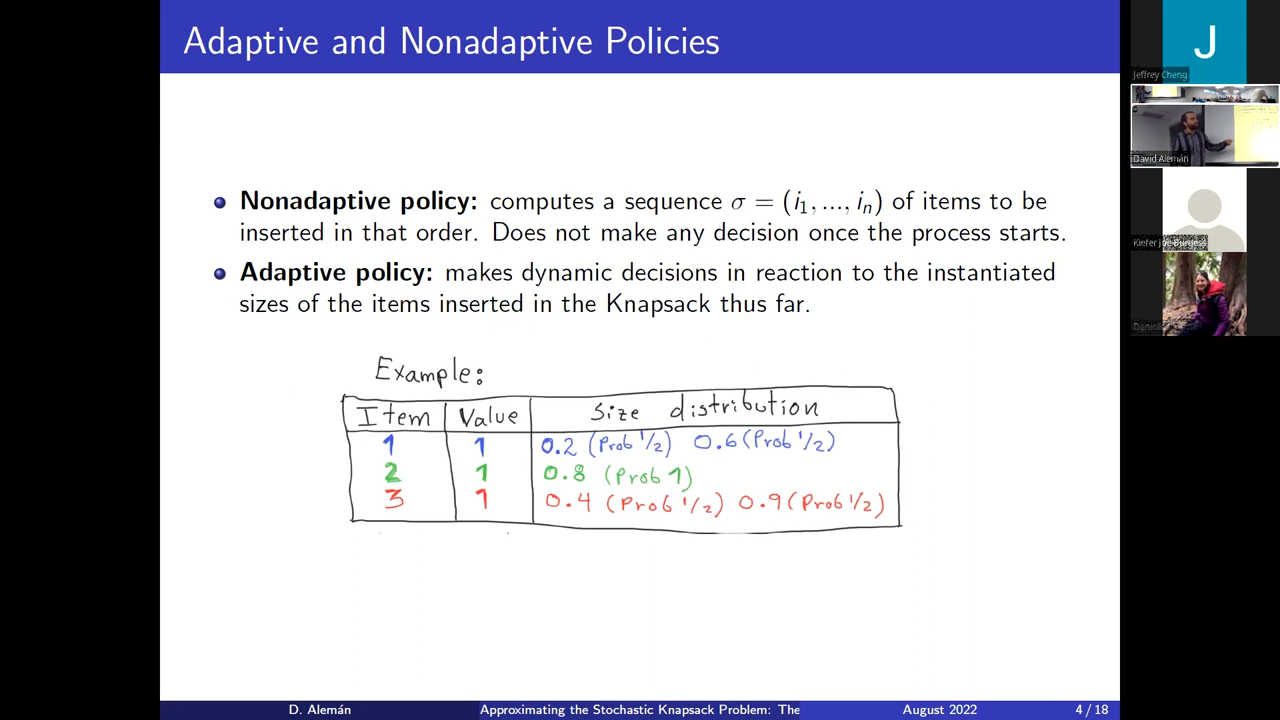 Adaptive and Nonadaptive Policies
Nonadaptive policy: computes a sequence σ = (i₁, ..., iₙ) of items to be
inserted in that order. Does not make any decision once the process starts.
Adaptive policy: makes dynamic decisions in reaction to the instantiated
sizes of the items inserted in the Knapsack thus far.
Example:
Item Value Size distribution
1 1 0.2 (Prob 1/2) 0.6 (Prob 1/2)
2 1 0.8 (Prob 1)
3 1 0.4 (Prob 1/2) 0.9 (Prob 1/2)
D. Alemán Approximating the Stochastic Knapsack Problem: The August 2022 4 / 18
J
Jeffrey Cheng
David Alemán
Kiefer Joe Burgess